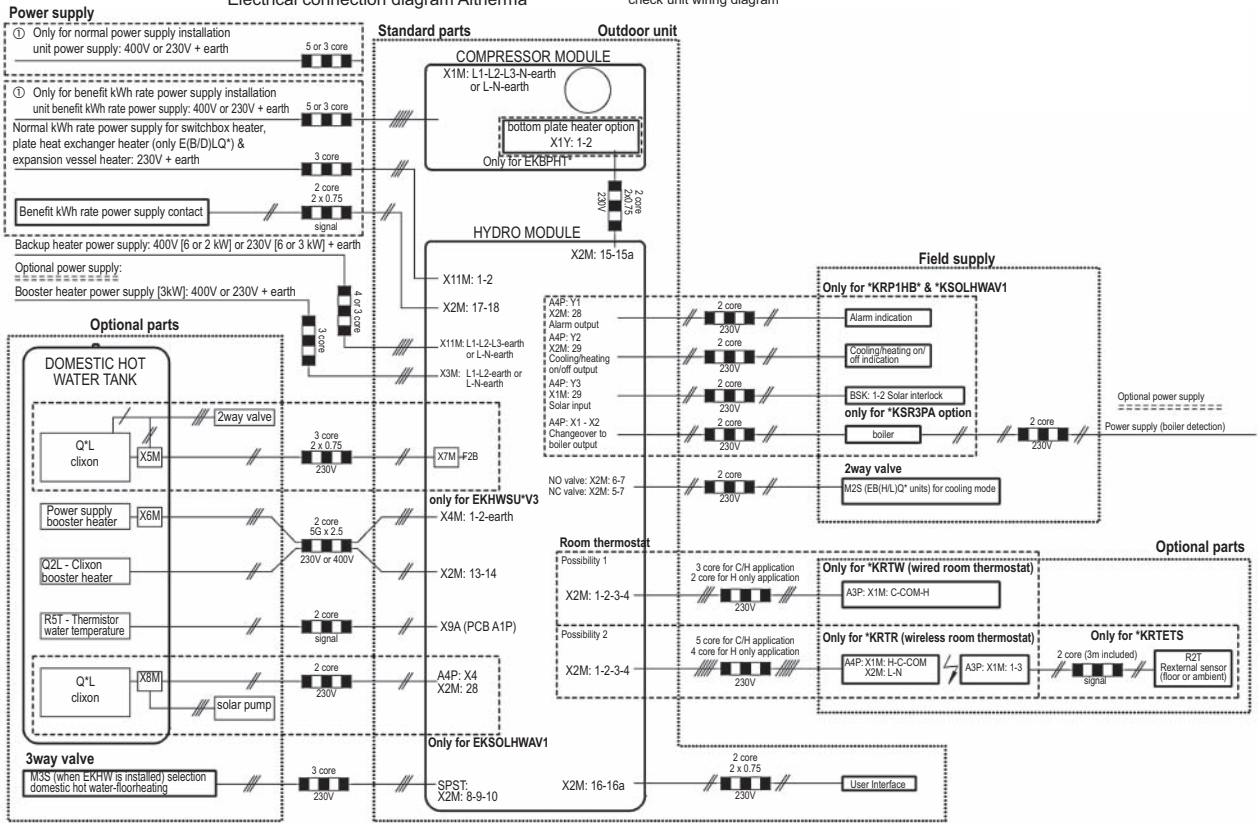 Electrical connection diagram Altherma
check unit wiring diagram
Power supply
① Only for normal power supply installation
unit power supply: 400V or 230V + earth
5 or 3 core
① Only for benefit kWh rate power supply installation
unit benefit kWh rate power supply: 400V or 230V + earth
5 or 3 core
Normal kWh rate power supply for switchbox heater,
plate heat exchanger heater (only E(B/D)LQ*) &
expansion vessel heater: 230V + earth
3 core
2 core
2 x 0.75
Benefit kWh rate power supply contact
signal
Backup heater power supply: 400V [6 or 2 kW] or 230V [6 or 3 kW] + earth
Optional power supply:
Booster heater power supply [3kW]: 400V or 230V + earth
4 or 3 core
3 core
Standard parts
Outdoor unit
COMPRESSOR MODULE
X1M: L1-L2-L3-N-earth
or L-N-earth
bottom plate heater option
X1Y: 1-2
Only for EKBPHT*
2 core
2x0.75
230V
HYDRO MODULE
X2M: 15-15a
X11M: 1-2
X2M: 17-18
X11M: L1-L2-L3-earth
or L-N-earth
X3M: L1-L2-earth or
L-N-earth
Optional parts
DOMESTIC HOT
WATER TANK
2way valve
Q*L
clixon
X5M
3 core
2 x 0.75
230V
X7M
F2B
only for EKHWSU*V3
Power supply
booster heater
X6M
2 core
5G x 2.5
230V or 400V
X4M: 1-2-earth
Q2L - Clixon
booster heater
X2M: 13-14
R5T - Thermistor
water temperature
2 core
signal
X9A (PCB A1P)
Q*L
clixon
X8M
2 core
230V
A4P: X4
X2M: 28
solar pump
Only for EKSOLHWAV1
3way valve
M3S (when EKHW is installed) selection
domestic hot water-floorheating
3 core
230V
SPST:
X2M: 8-9-10
Field supply
Only for *KRP1HB* & *KSOLHWAV1
A4P: Y1
X2M: 28
Alarm output
2 core
230V
Alarm indication
A4P: Y2
X2M: 29
Cooling/heating
on/off output
2 core
230V
Cooling/heating on/
off indication
A4P: Y3
X1M: 29
Solar input
2 core
230V
BSK: 1-2 Solar interlock
only for *KSR3PA option
A4P: X1 - X2
Changeover to
boiler output
2 core
230V
boiler
2 core
230V
Optional power supply
Power supply (boiler detection)
2way valve
NO valve: X2M: 6-7
NC valve: X2M: 5-7
2 core
230V
M2S (EB(H/L)Q* units) for cooling mode
Room thermostat
Optional parts
Possibility 1
X2M: 1-2-3-4
3 core for C/H application
2 core for H only application
230V
Only for *KRTW (wired room thermostat)
A3P: X1M: C-COM-H
Possibility 2
X2M: 1-2-3-4
5 core for C/H application
4 core for H only application
230V
Only for *KRTR (wireless room thermostat)
A4P: X1M: H-C-COM
X2M: L-N
A3P: X1M: 1-3
Only for *KRTETS
2 core (3m included)
signal
R2T
Rexternal sensor
(floor or ambient)
X2M: 16-16a
2 core
2 x 0.75
230V
User Interface